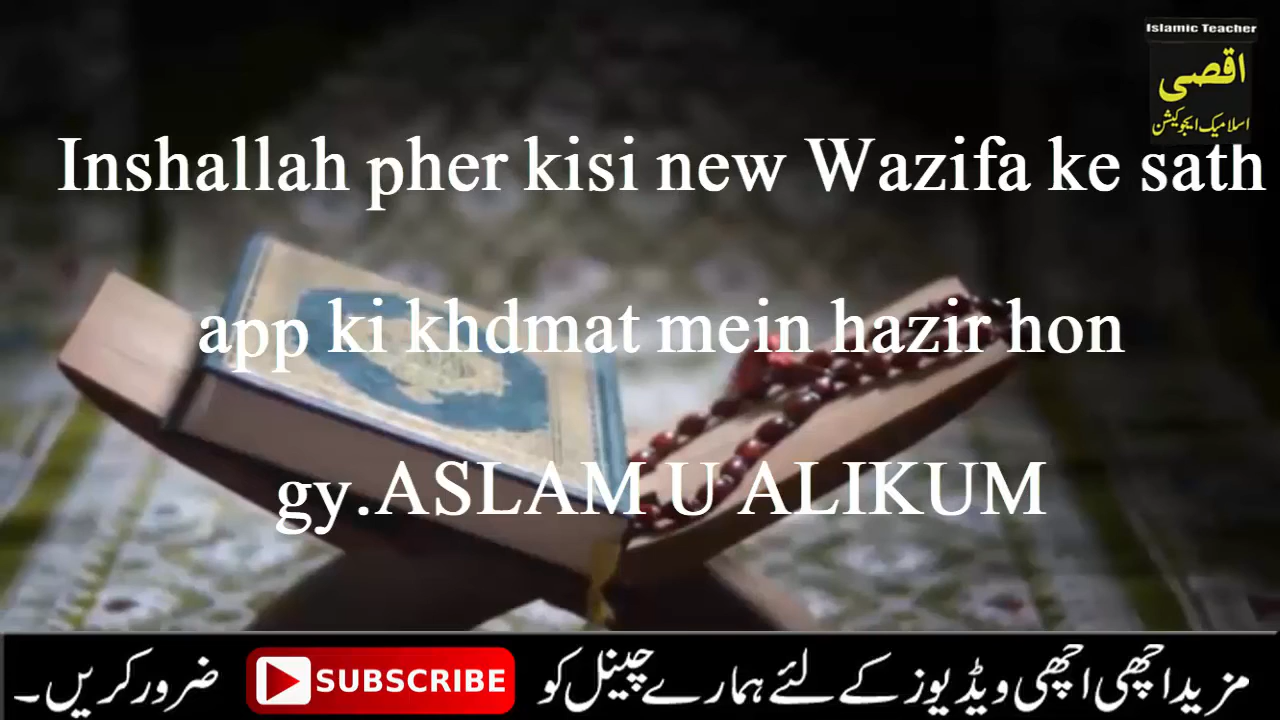 Islamic Teacher
اقصی
اسلامیک ایجوکیشن
Inshallah pher kisi new Wazifa ke sath
app ki khdmat mein hazir hon
gy.ASLAM U ALIKUM
مزید اچھی اچھی ویڈیوز کے لئے ہمارے چینل کو SUBSCRIBE ضرور کریں۔